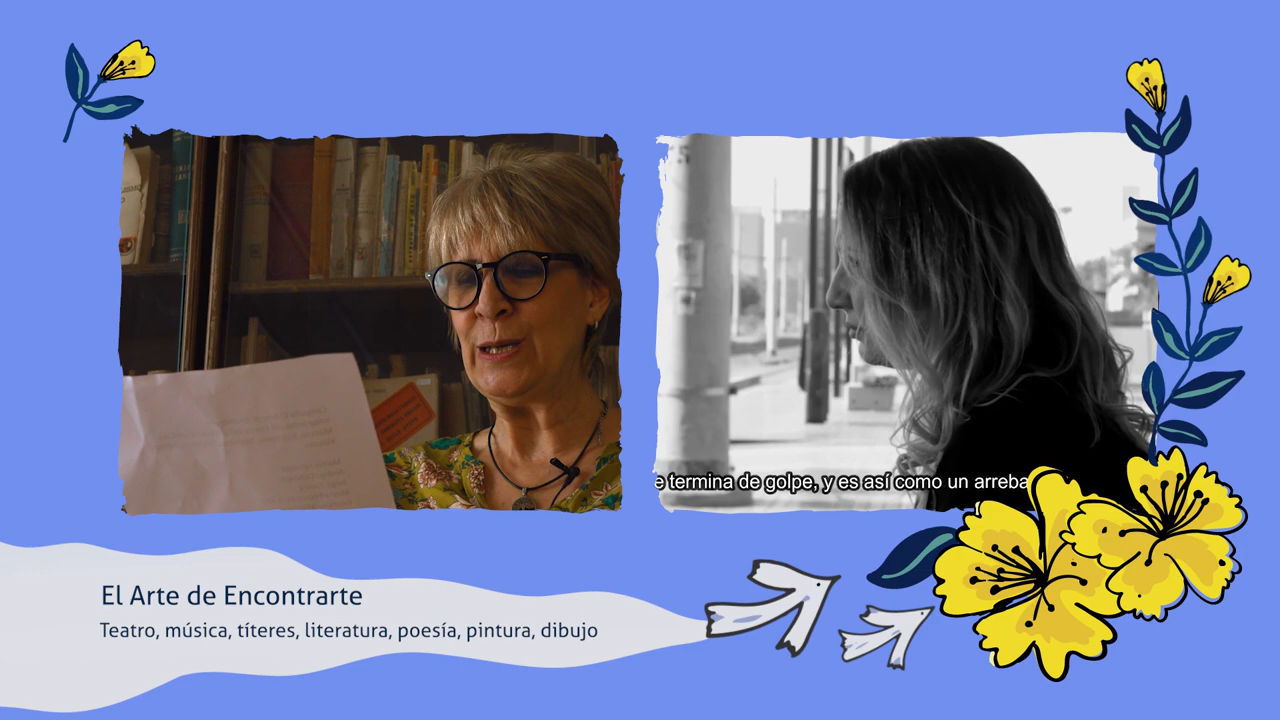 e termina de golpe, y es así como un arreba
El Arte de Encontrarte
Teatro, música, títeres, literatura, poesía, pintura, dibujo